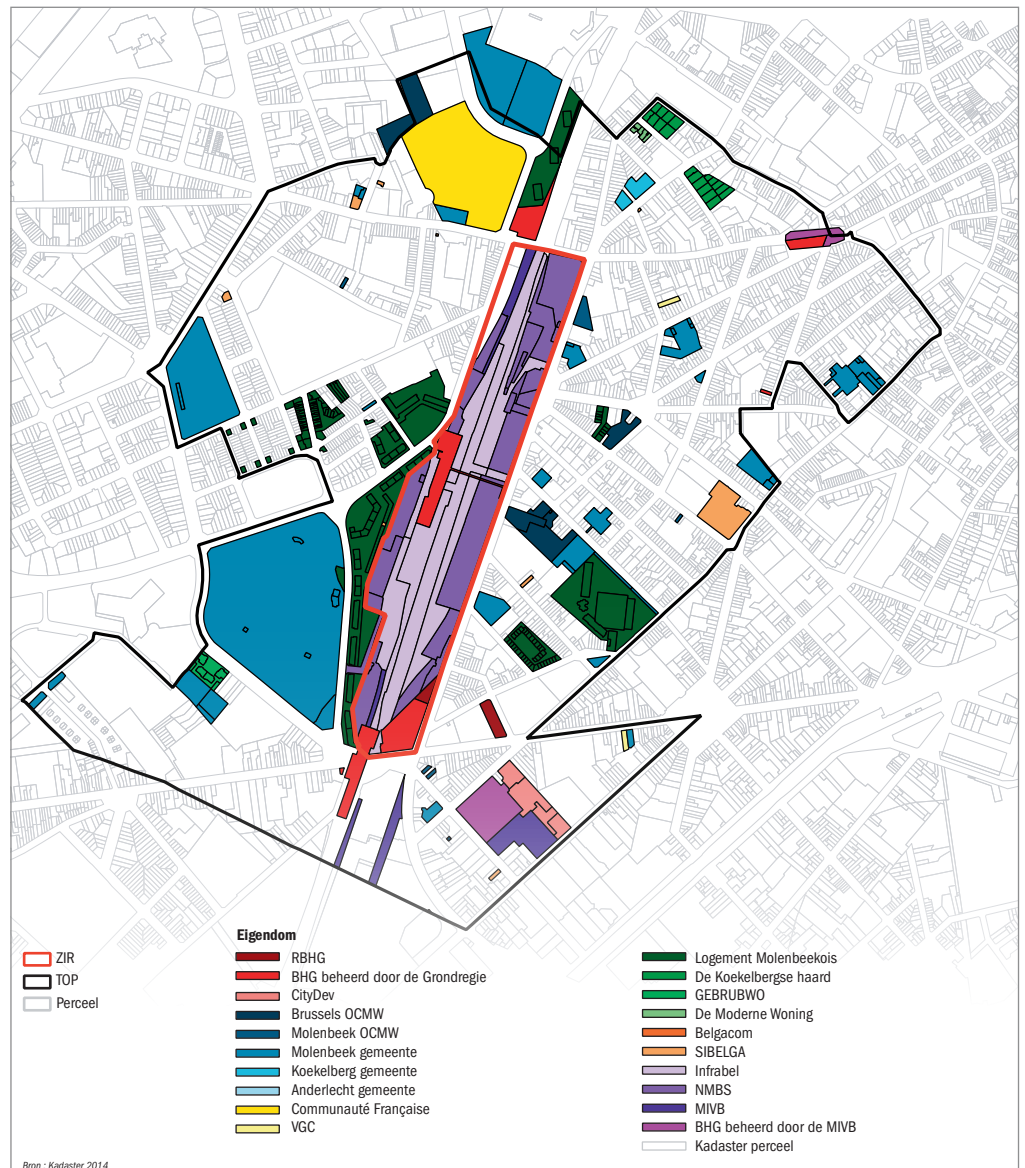 Eigendom
ZIR
TOP
Perceel
RBHG
BHG beheerd door de Grondregie
CityDev
Brussels OCMW
Molenbeek OCMW
Molenbeek gemeente
Koekelberg gemeente
Anderlecht gemeente
Communauté Française
VGC
Logement Molenbeekois
De Koekelbergse haard
GEBRUBWO
De Moderne Woning
Belgacom
SIBELGA
Infrabel
NMBS
MIVB
BHG beheerd door de MIVB
Kadaster perceel
Bron : Kadaster 2014